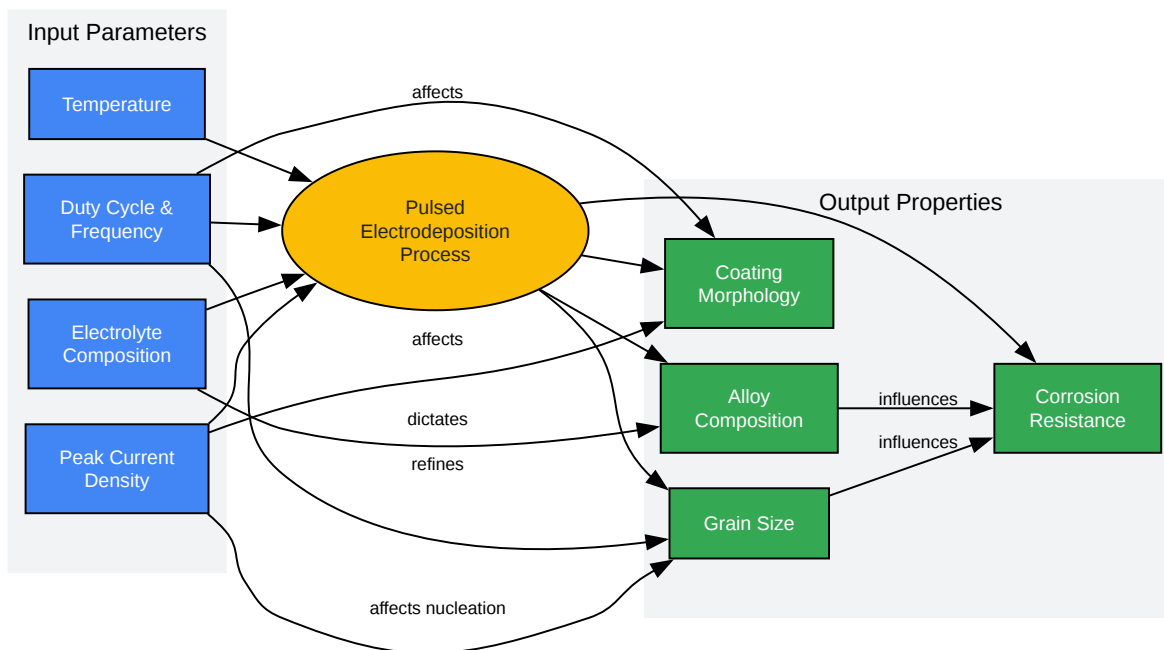 Input Parameters
Temperature
Duty Cycle &
Frequency
Electrolyte
Composition
Peak Current
Density
affects
Pulsed
Electrodeposition
Process
affects
dictates
refines
affects nucleation
Output Properties
Coating
Morphology
Alloy
Composition
Grain Size
influences
influences
Corrosion
Resistance